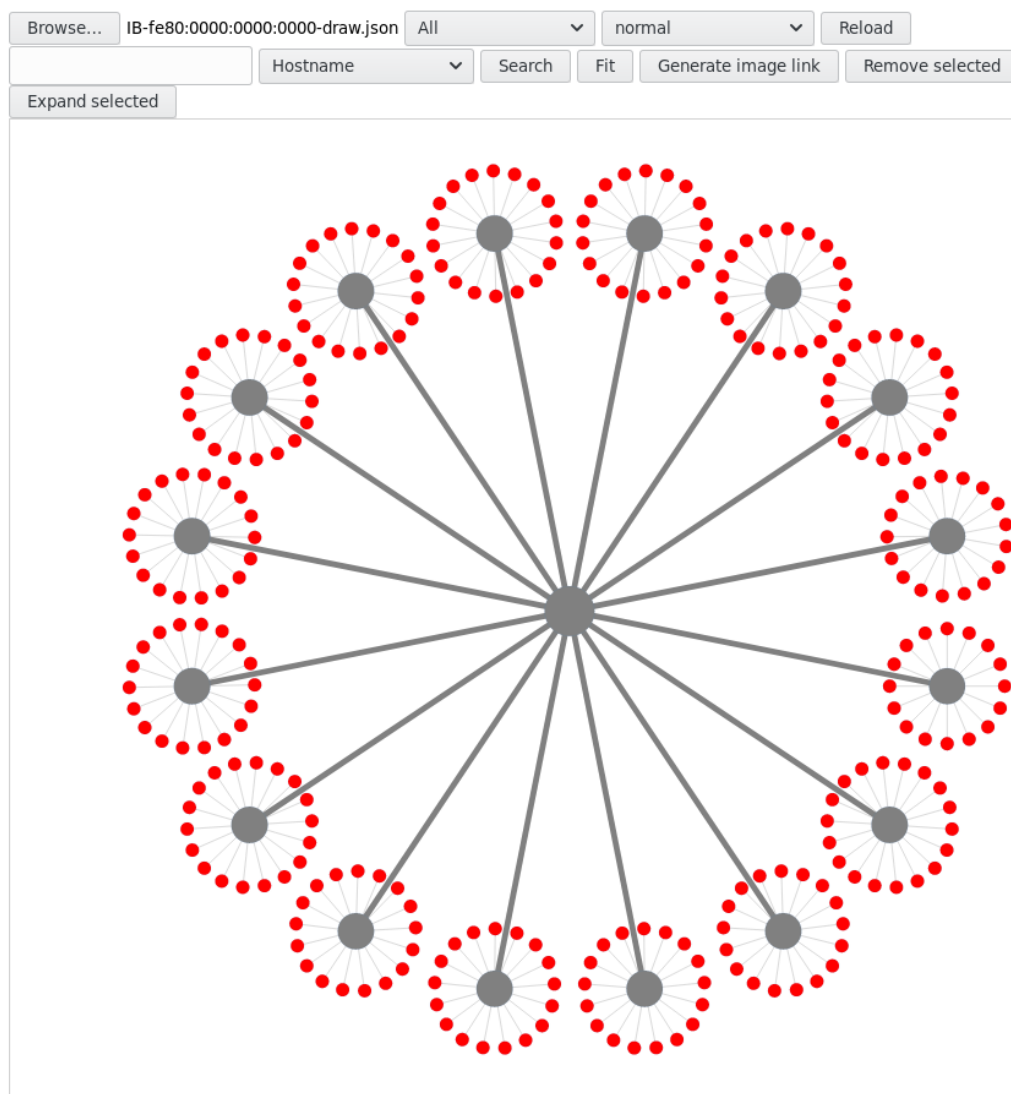 Browse... IB-fe80:0000:0000:0000-draw.json All normal Reload
Hostname Search Fit Generate image link Remove selected
Expand selected